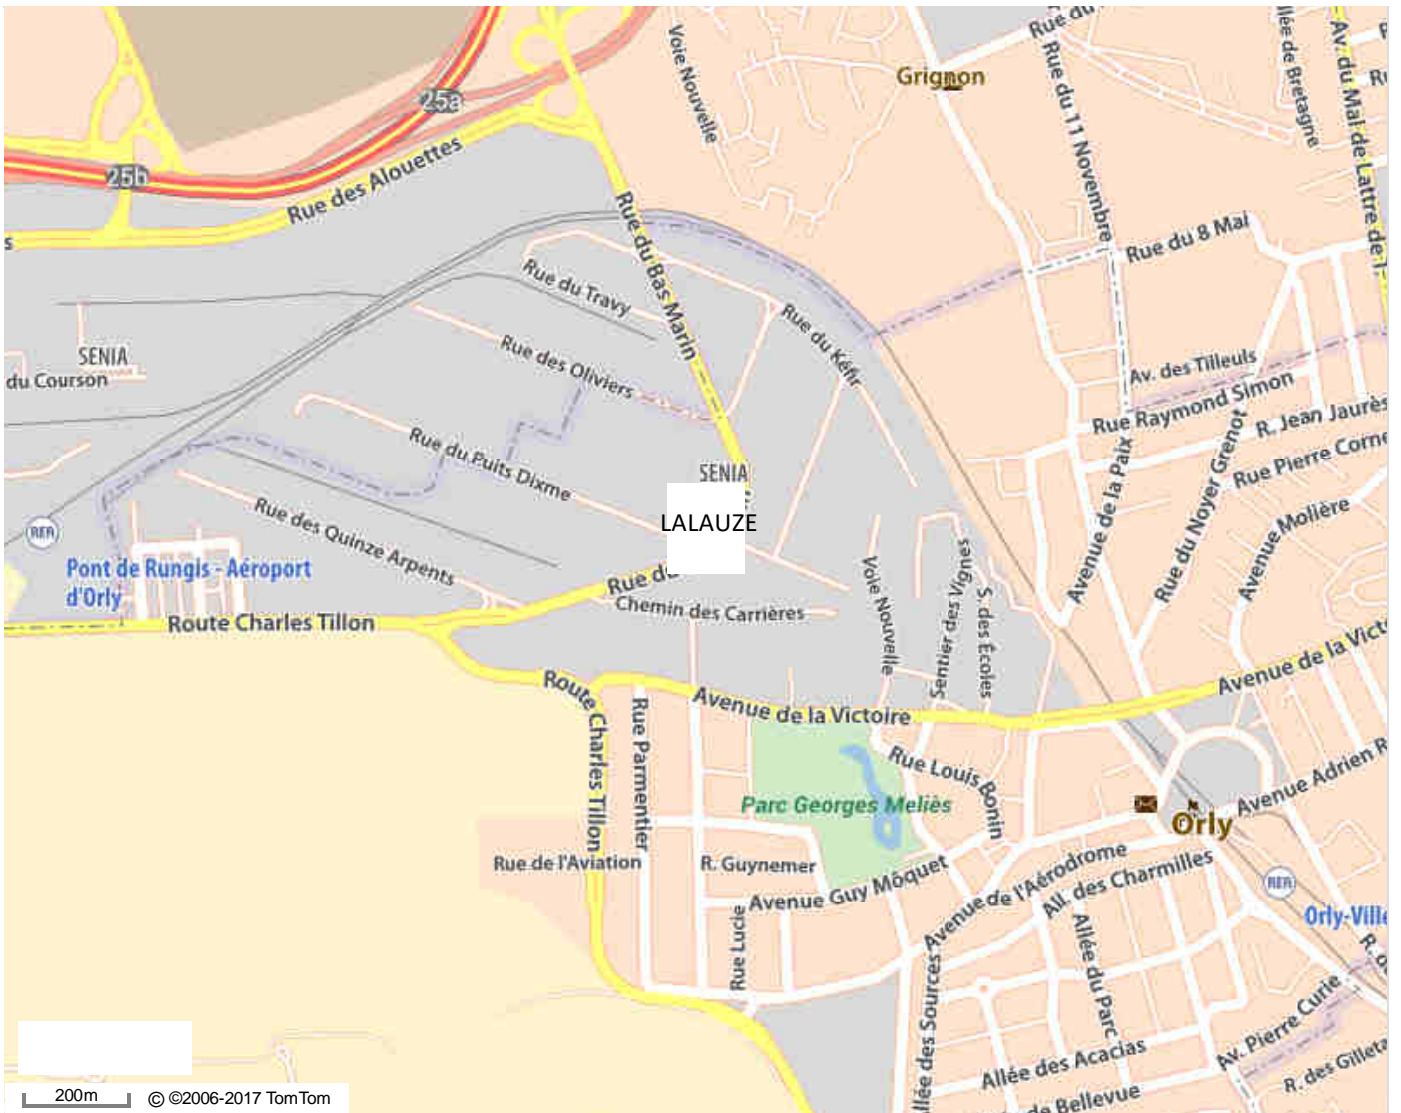 Rue du
Voie Nouvelle
Grignon
Rue du 11 Novembre
Allée de Bretagne
Av. du Mal de Lattre de
25a
25b
Rue des Alouettes
s
Rue du Bas Marin
Rue du 8 Mai
Rue du Travy
Rue du Kéfir
SENIA
du Courson
Rue des Oliviers
Av. des Tilleuls
Rue Raymond Simon
R. Jean Jaurès
Rue Pierre Corne
Rue du Puits Dixme
SENIA
LALAUZE
Avenue de la Paix
Rue du Noyer Grenot
Avenue Molière
Rue des Quinze Arpents
RER
Pont de Rungis - Aéroport
d'Orly
Rue du
Chemin des Carrières
Route Charles Tillon
Voie Nouvelle
Sentier des Vignes
S. des Écoles
Avenue de la Vict
Route Charles Tillon
Rue Parmentier
Avenue de la Victoire
Rue Louis Bonin
Parc Georges Meliès
Avenue Adrien R
Orly
Rue de l'Aviation
R. Guynemer
Avenue Guy Môquet
Avenue de l'Aérodrome
All. des Charmilles
RER
Orly-Ville
Rue Lucie
Allée du Parc
Allée des Sources
Av. Pierre Curie
Allée des Acacias
R. des Gilleta
de Bellevue
200m
© ©2006-2017 TomTom